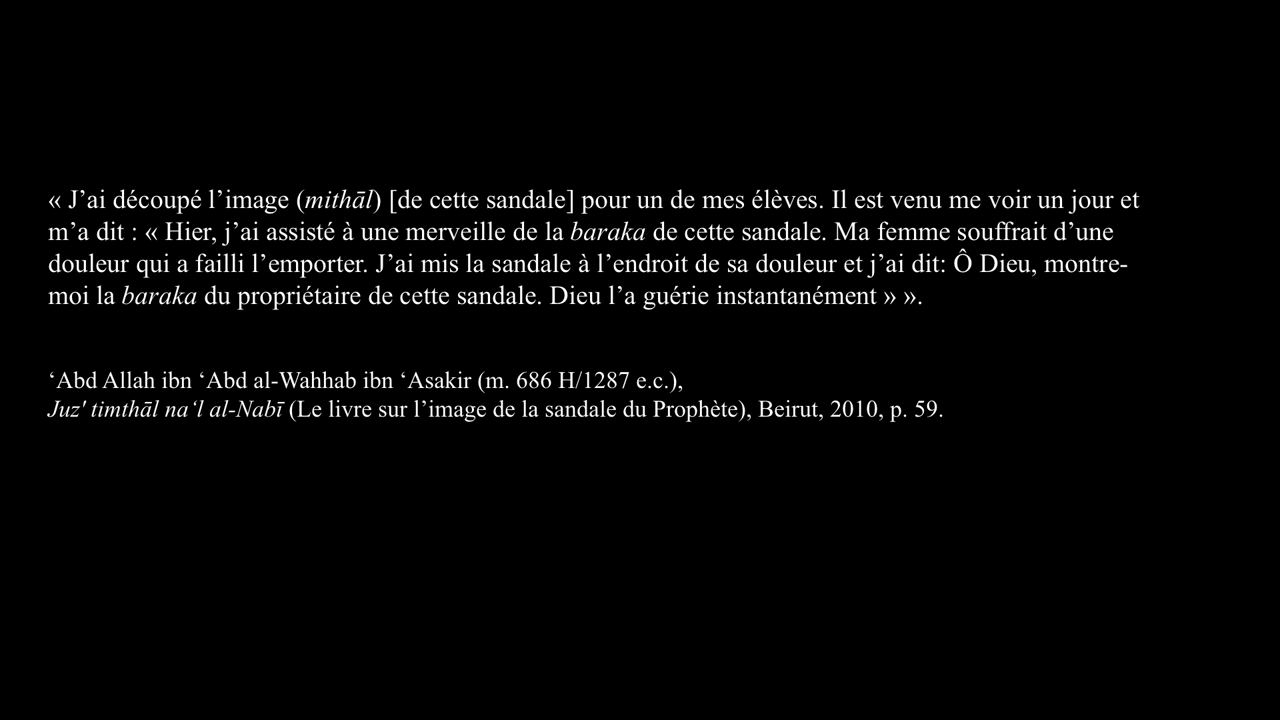 « J’ai découpé l’image (mithāl) [de cette sandale] pour un de mes élèves. Il est venu me voir un jour et
m’a dit : « Hier, j’ai assisté à une merveille de la baraka de cette sandale. Ma femme souffrait d’une
douleur qui a failli l’emporter. J’ai mis la sandale à l’endroit de sa douleur et j’ai dit: Ô Dieu, montre-
moi la baraka du propriétaire de cette sandale. Dieu l’a guérie instantanément » ».
‘Abd Allah ibn ‘Abd al-Wahhab ibn ‘Asakir (m. 686 H/1287 e.c.),
Juz' timthāl na‘l al-Nabī (Le livre sur l’image de la sandale du Prophète), Beirut, 2010, p. 59.